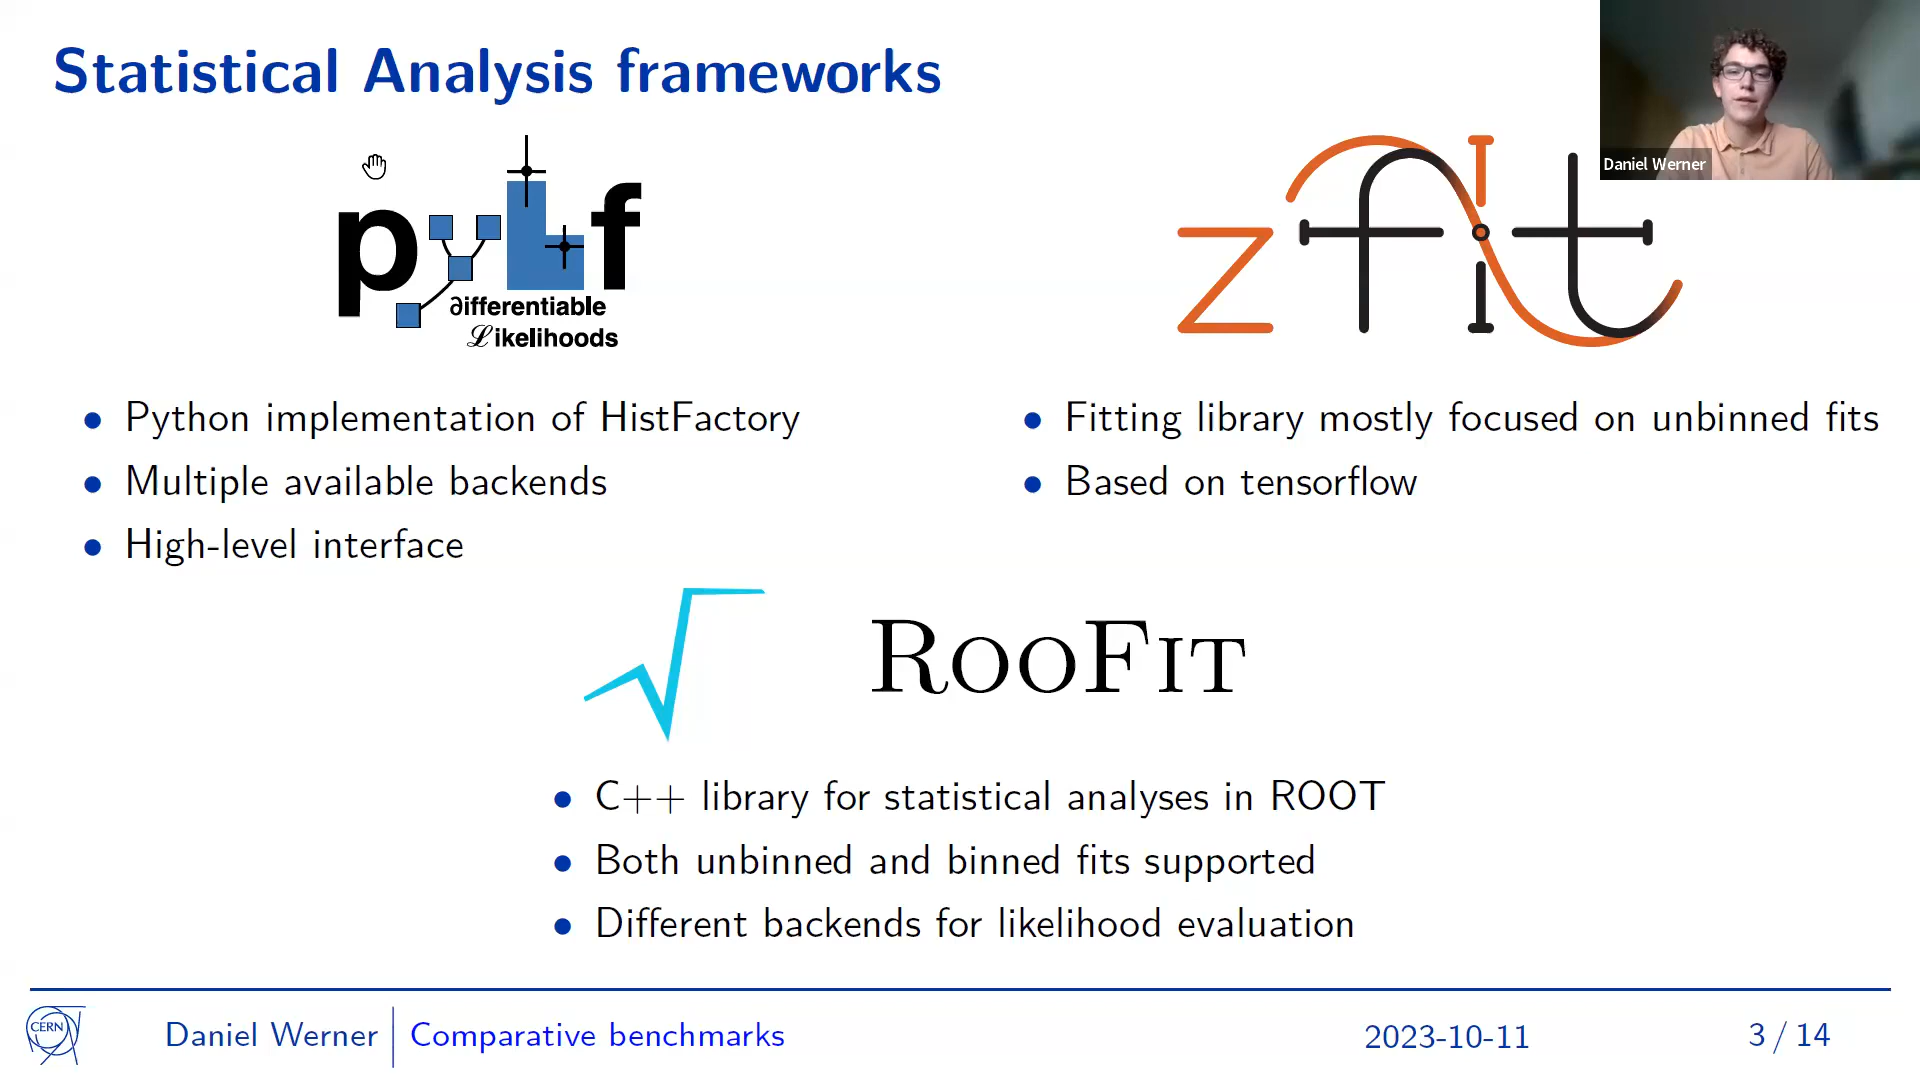 Statistical Analysis frameworks
Daniel Werner
pyhf
∂ifferentiable
ℒikelihoods
zfit
• Python implementation of HistFactory
• Multiple available backends
• High-level interface
• Fitting library mostly focused on unbinned fits
• Based on tensorflow
RooFit
• C++ library for statistical analyses in ROOT
• Both unbinned and binned fits supported
• Different backends for likelihood evaluation
CERN
Daniel Werner
Comparative benchmarks
2023-10-11
3 / 14